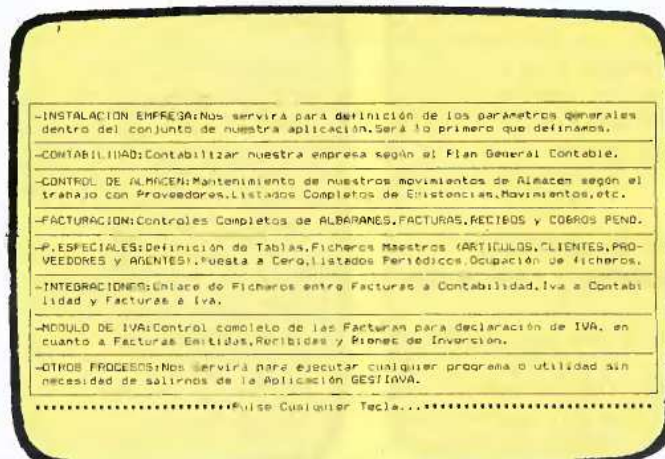 -INSTALACION EMPRESA:Nos servirá para definición de los parámetros generales
dentro del conjunto de nuestra aplicación.Será lo primero que definamos.
-CONTABILIDAD:Contabilizar nuestra empresa según el Plan General Contable.
-CONTROL DE ALMACEN:Mantenimiento de nuestros movimientos de Almacen según el
trabajo con Proveedores.Listados Completos de Existencias,Movimientos,etc.
-FACTURACION:Controles Completos de ALBARANES,FACTURAS,RECIBOS y COBROS PEND.
-P.ESPECIALES:Definición de Tablas,Ficheros Maestros (ARTICULOS,CLIENTES,PRO-
VEEDORES y AGENTES).Puesta a Cero,Listados Periódicos,Ocupación de ficheros.
-INTEGRACIONES:Enlace de Ficheros entre Facturas a Contabilidad,Iva a Contabi
lidad y Facturas a Iva.
-MODULO DE IVA:Control completo de las Facturas para declaración de IVA, en
cuanto a Facturas Emitidas,Recibidas y Bienes de Inversión.
-OTROS PROCESOS:Nos servirá para ejecutar cualquier programa o utilidad sin
necesidad de salirnos de la Aplicación GESTIAVA.
Pulse Cualquier Tecla...